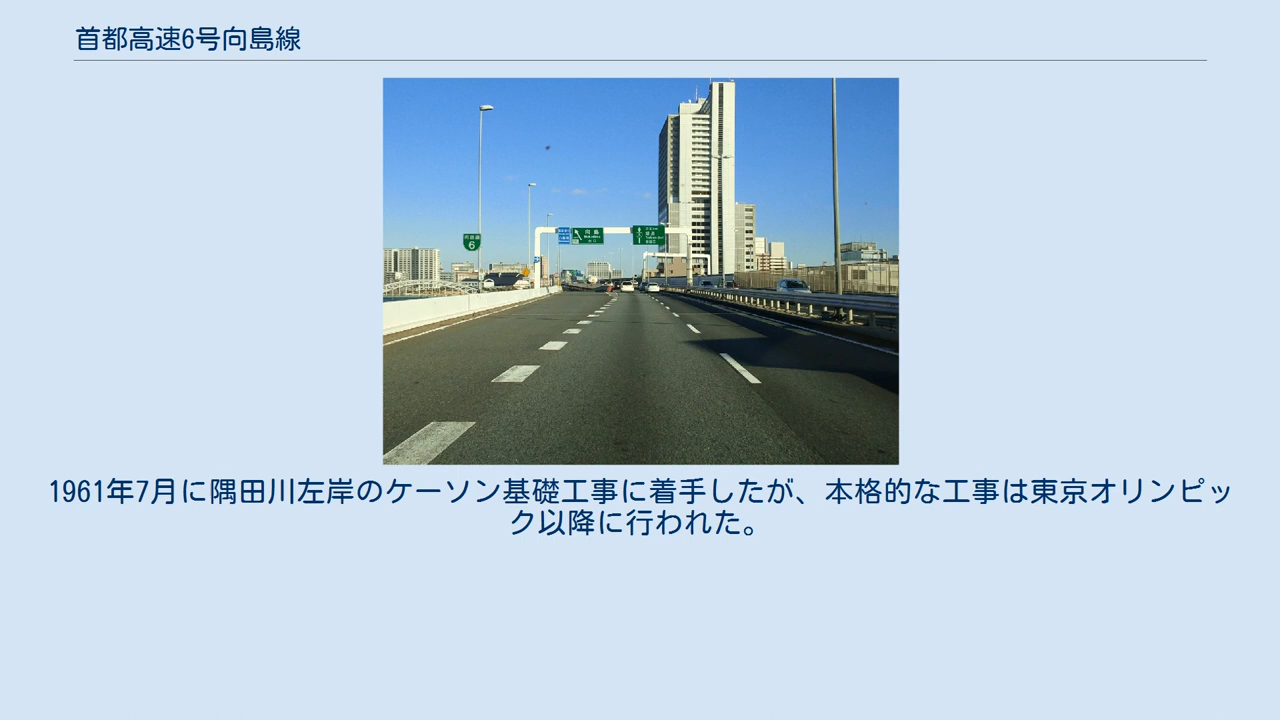 首都高速6号向島線
6
向島
1961年7月に隅田川左岸のケーソン基礎工事に着手したが、本格的な工事は東京オリンピッ
ク以降に行われた。